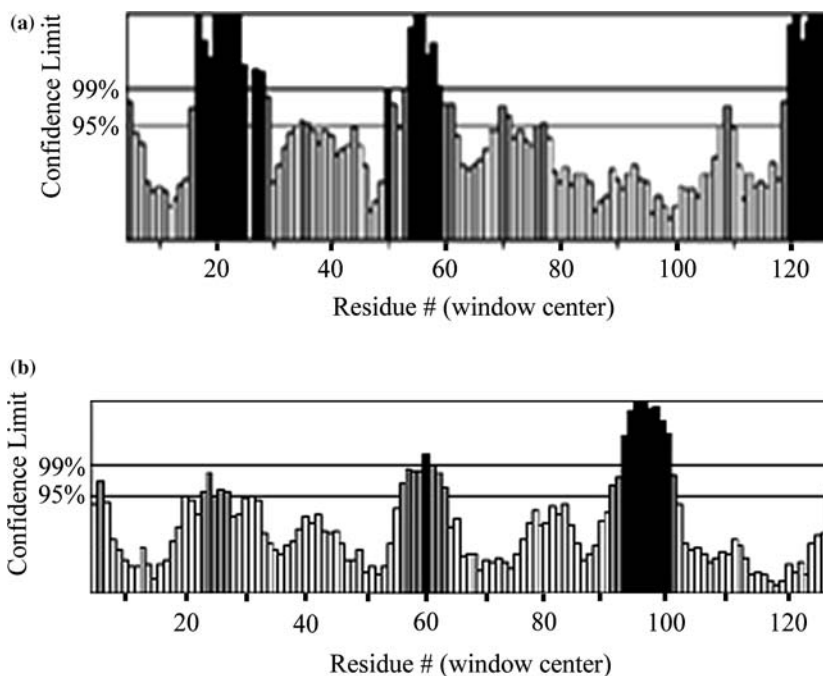 (a)
Confidence Limit
99%
95%
20 40 60 80 100 120
Residue # (window center)
(b)
Confidence Limit
99%
95%
20 40 60 80 100 120
Residue # (window center)